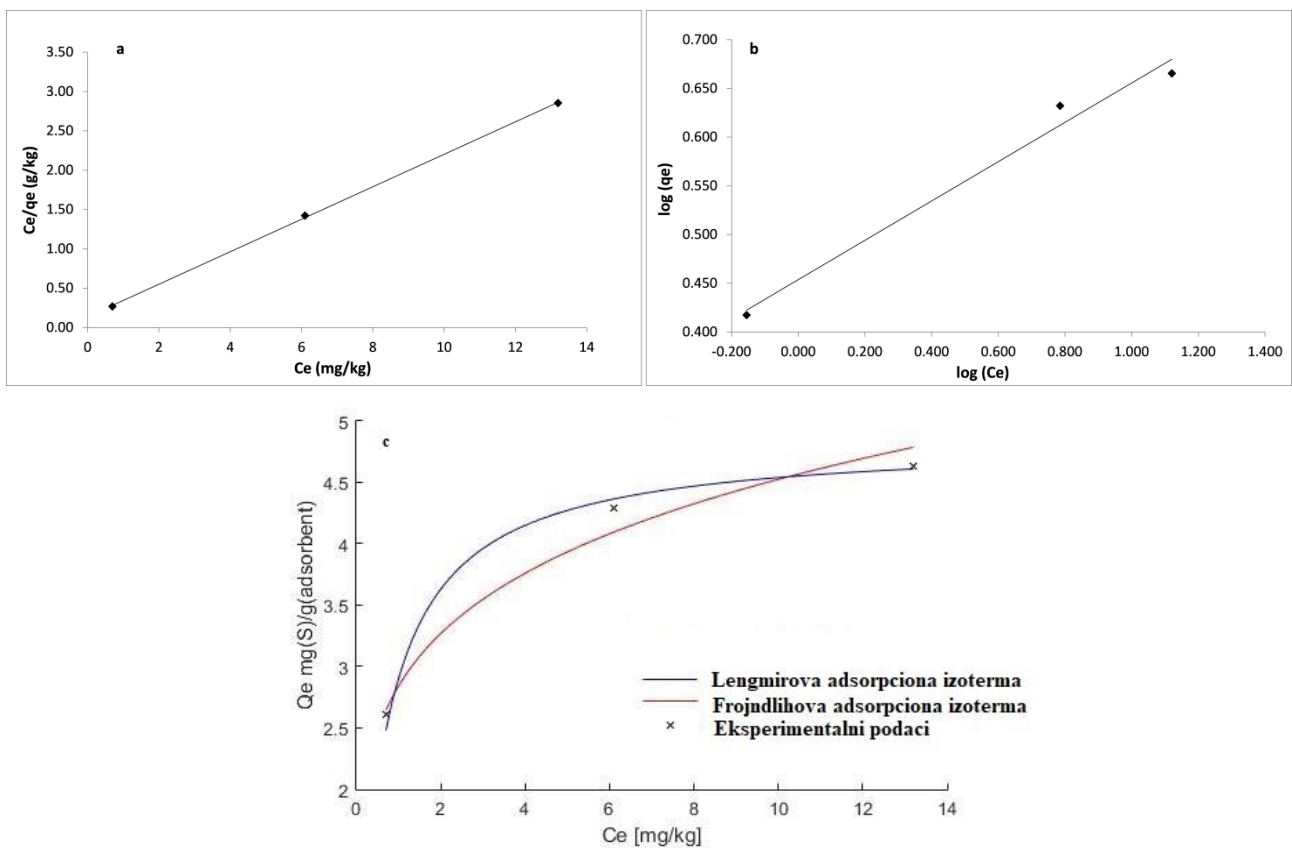 a
3.50
3.00
2.50
2.00
1.50
1.00
0.50
0.00
Ce/qe (g/kg)
0 2 4 6 8 10 12 14
Ce (mg/kg)
b
0.700
0.650
0.600
0.550
0.500
0.450
0.400
log (qe)
-0.200 0.000 0.200 0.400 0.600 0.800 1.000 1.200 1.400
log (Ce)
c
5
4.5
4
3.5
3
2.5
2
Qe mg(S)/g(adsorbent)
Lengmirova adsorpciona izoterma
Frojndlihova adsorpciona izoterma
Eksperimentalni podaci
0 2 4 6 8 10 12 14
Ce [mg/kg]